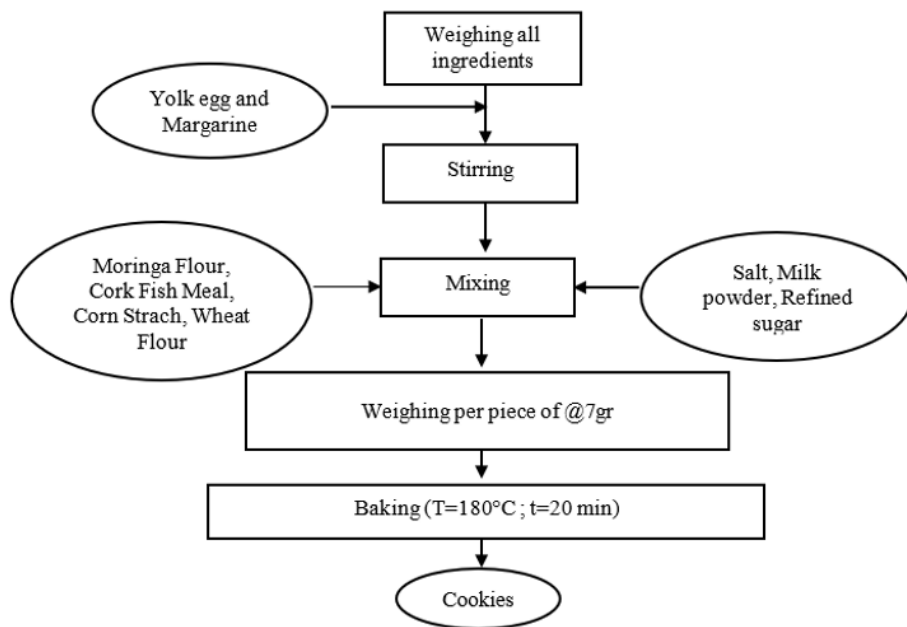 Weighing all
ingredients
Yolk egg and
Margarine
Stirring
Moringa Flour,
Cork Fish Meal,
Corn Strach, Wheat
Flour
Mixing
Salt, Milk
powder, Refined
sugar
Weighing per piece of @7gr
Baking (T=180°C ; t=20 min)
Cookies